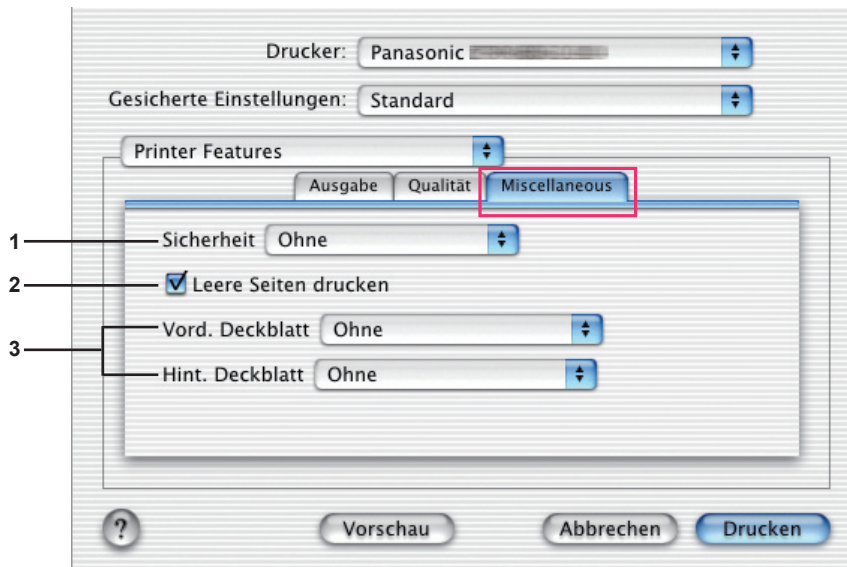 Drucker: Panasonic
Gesicherte Einstellungen: Standard
Printer Features
Ausgabe Qualität Miscellaneous
1 Sicherheit Ohne
2 Leere Seiten drucken
Vord. Deckblatt Ohne
3
Hint. Deckblatt Ohne
? Vorschau Abbrechen Drucken